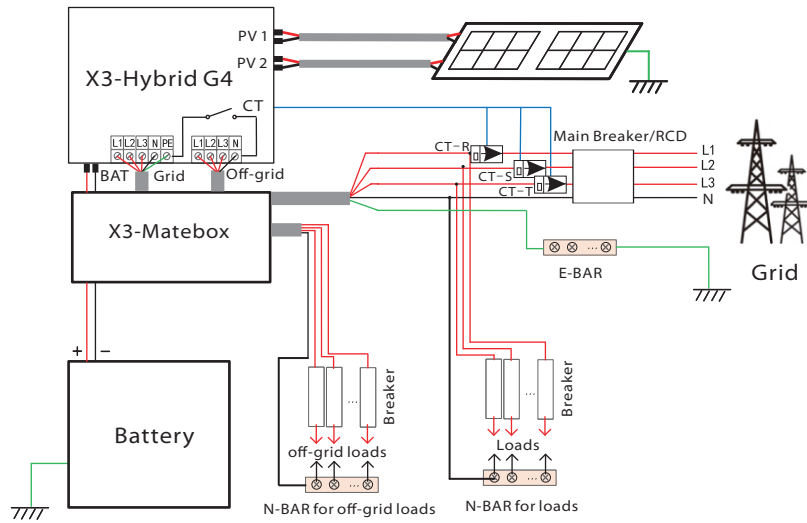 PV 1
X3-Hybrid G4
PV 2
CT
L1 L2 L3 N PE
L1 L2 L3 N
BAT
Grid
Off-grid
Main Breaker/RCD
CT-R
CT-S
CT-T
L1
L2
L3
N
X3-Matebox
E-BAR
Grid
+ −
Battery
Breaker
...
off-grid loads
...
N-BAR for off-grid loads
Breaker
...
Loads
...
N-BAR for loads
...